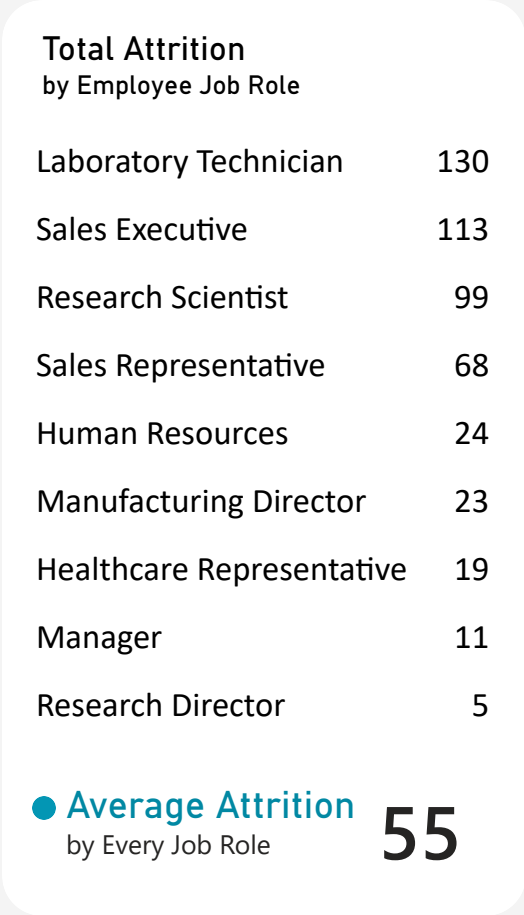 Total Attrition
by Employee Job Role
Laboratory Technician 130
Sales Executive 113
Research Scientist 99
Sales Representative 68
Human Resources 24
Manufacturing Director 23
Healthcare Representative 19
Manager 11
Research Director 5
Average Attrition 55
by Every Job Role